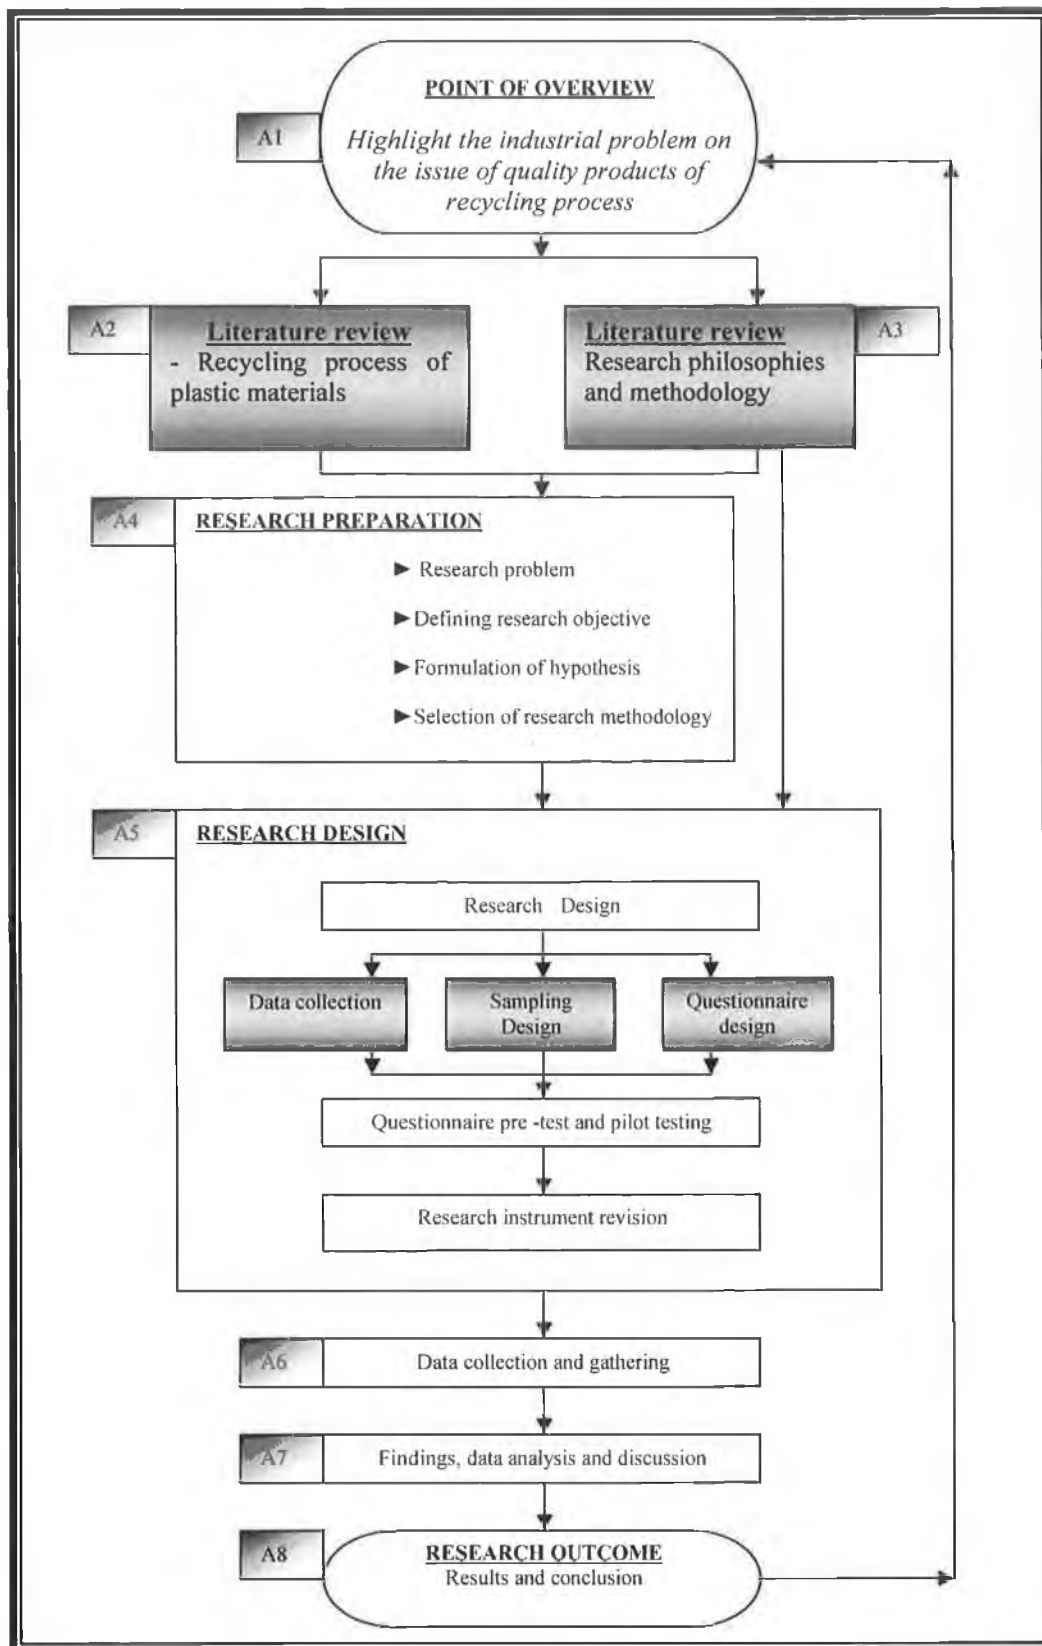 POINT OF OVERVIEW
A1
Highlight the industrial problem on
the issue of quality products of
recycling process
A2
Literature review
- Recycling process of
plastic materials
Literature review
Research philosophies
and methodology
A3
A4
RESEARCH PREPARATION
► Research problem
► Defining research objective
► Formulation of hypothesis
► Selection of research methodology
A5
RESEARCH DESIGN
Research Design
Data collection
Sampling
Design
Questionnaire
design
Questionnaire pre -test and pilot testing
Research instrument revision
A6
Data collection and gathering
A7
Findings, data analysis and discussion
A8
RESEARCH OUTCOME
Results and conclusion